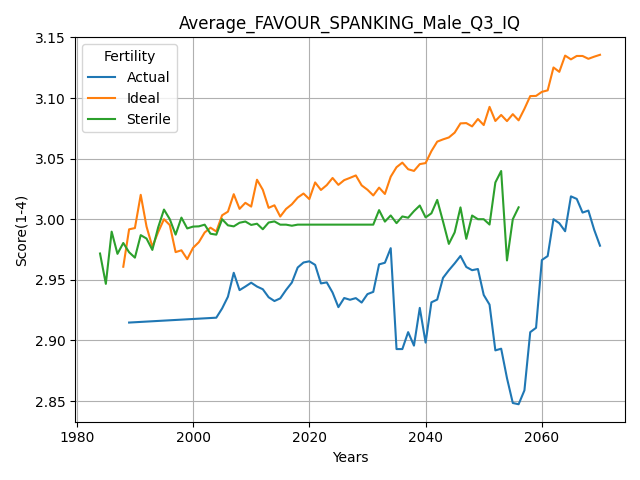 Average_FAVOUR_SPANKING_Male_Q3_IQ
Score(1-4)
3.15
3.10
3.05
3.00
2.95
2.90
2.85
Fertility
Actual
Ideal
Sterile
1980
2000
2020
2040
2060
Years